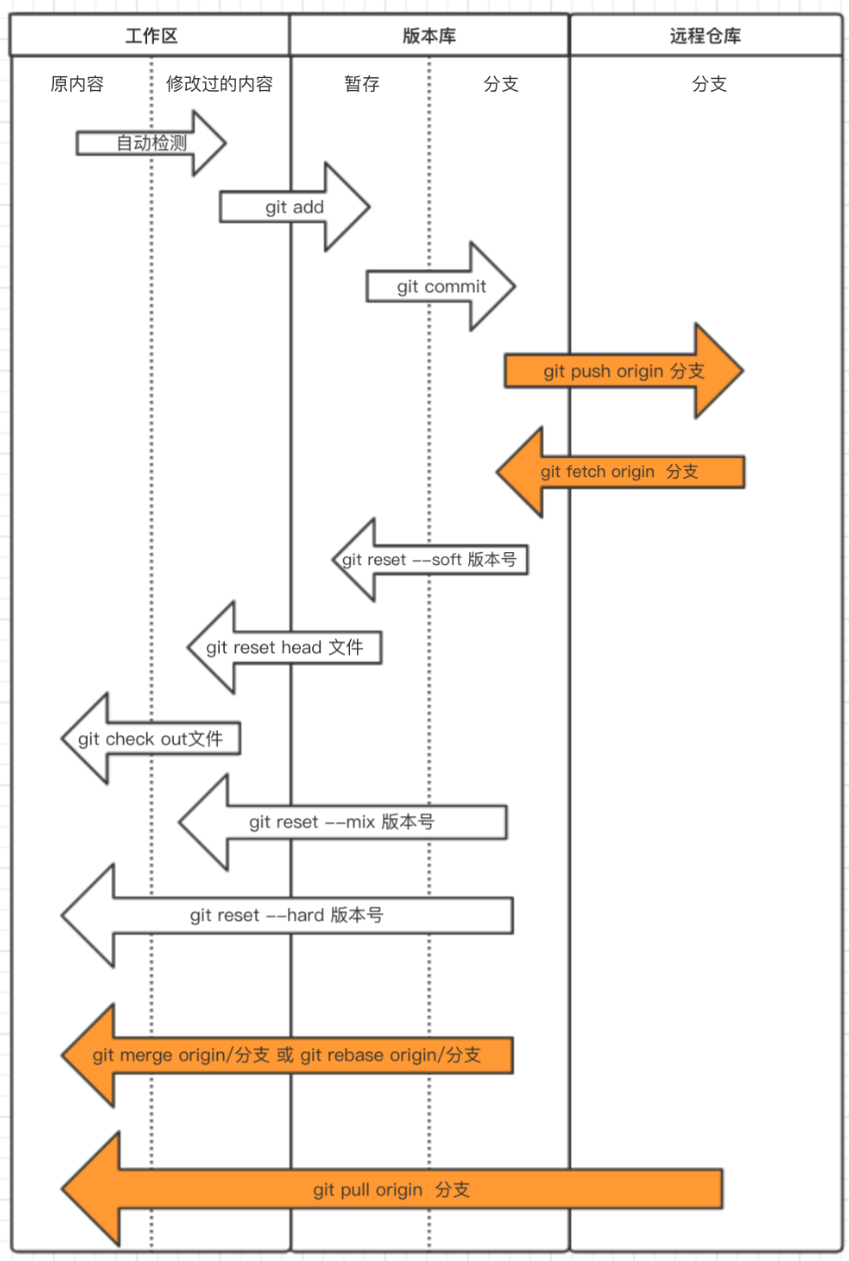 工作区
版本库
远程仓库
原内容
修改过的内容
暂存
分支
分支
自动检测
git add
git commit
git push origin 分支
git fetch origin 分支
git reset --soft 版本号
git reset head 文件
git check out文件
git reset --mix 版本号
git reset --hard 版本号
git merge origin/分支 或 git rebase origin/分支
git pull origin 分支